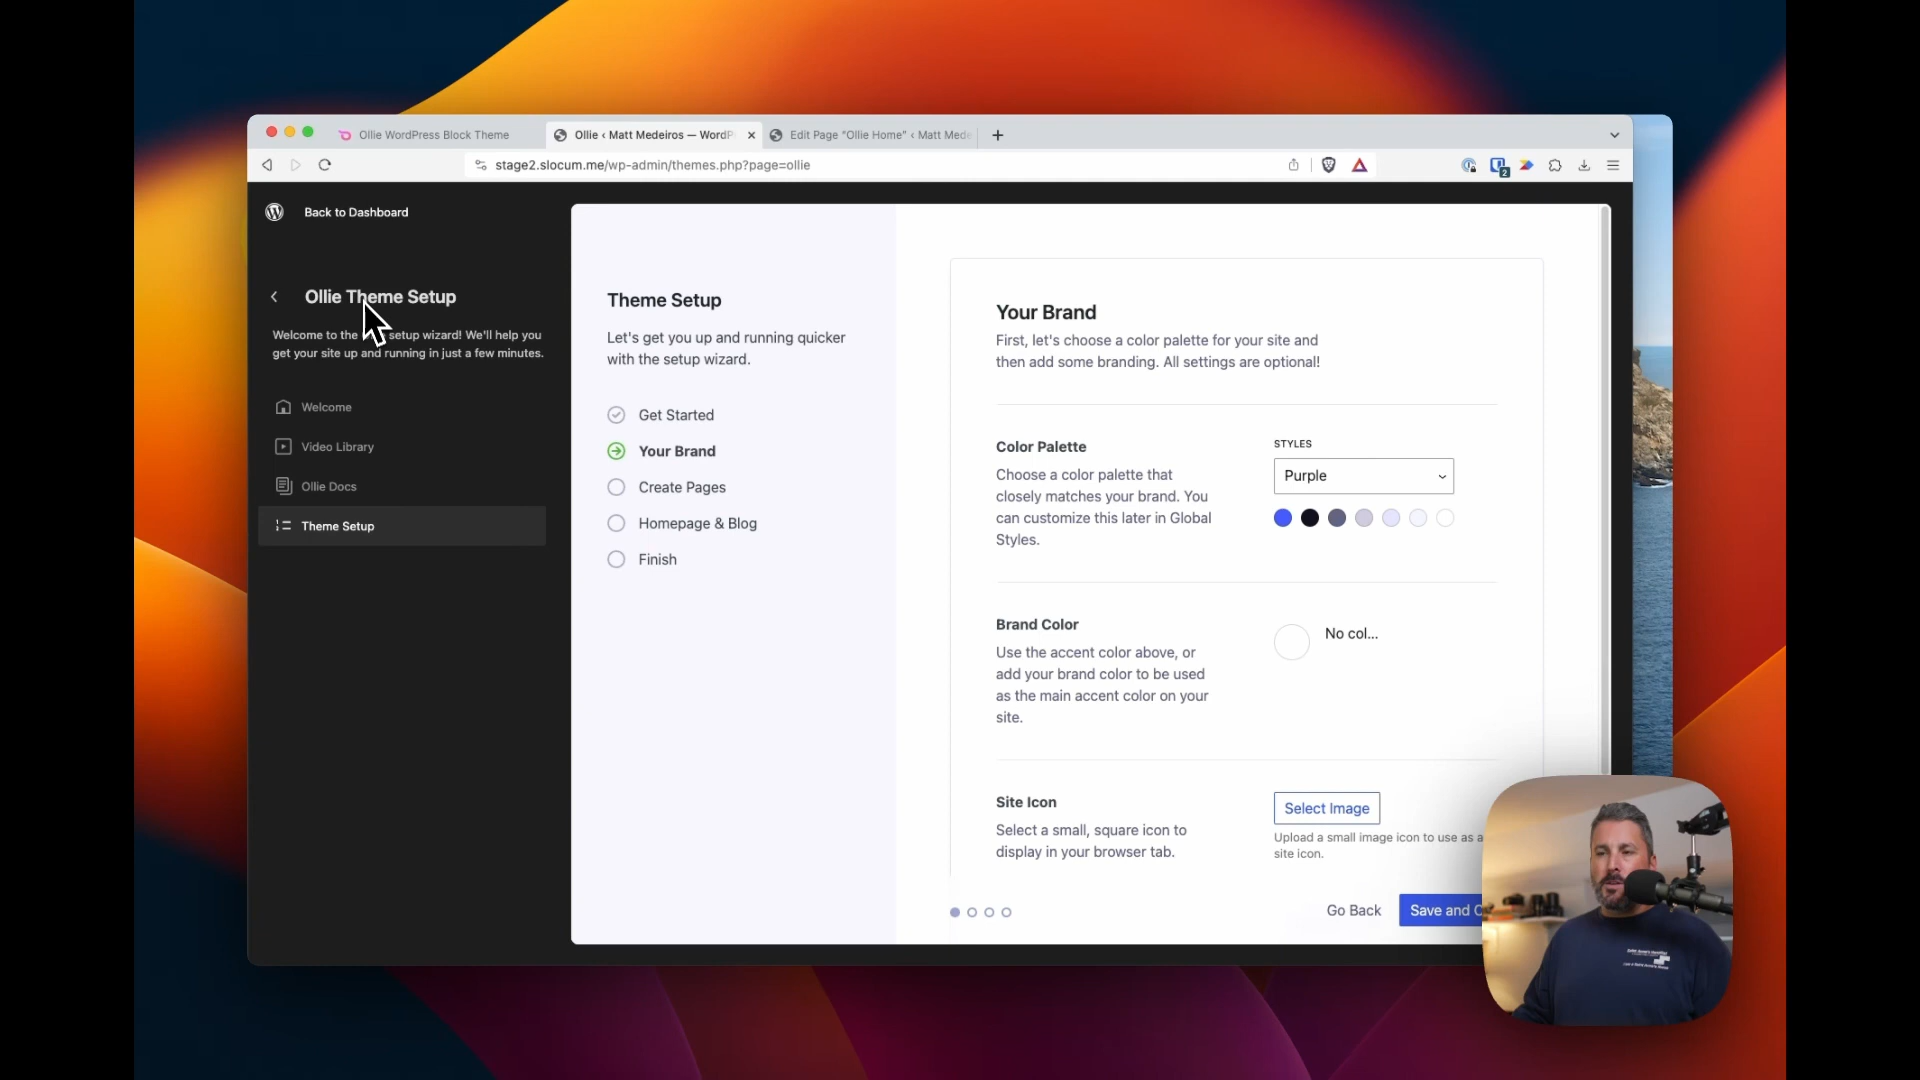 Ollie WordPress Block Theme
Ollie ‹ Matt Medeiros — WordP
Edit Page "Ollie Home" ‹ Matt Mede
stage2.slocum.me/wp-admin/themes.php?page=ollie
2
Back to Dashboard
Ollie Theme Setup
Welcome to the setup wizard! We'll help you
get your site up and running in just a few minutes.
Welcome
Video Library
Ollie Docs
Theme Setup
Theme Setup
Let's get you up and running quicker
with the setup wizard.
Get Started
Your Brand
Create Pages
Homepage & Blog
Finish
Your Brand
First, let's choose a color palette for your site and
then add some branding. All settings are optional!
Color Palette
Choose a color palette that
closely matches your brand. You
can customize this later in Global
Styles.
STYLES
Purple
Brand Color
Use the accent color above, or
add your brand color to be used
as the main accent color on your
site.
No col...
Site Icon
Select a small, square icon to
display in your browser tab.
Select Image
Upload a small image icon to use as a
site icon.
Go Back
Save and C